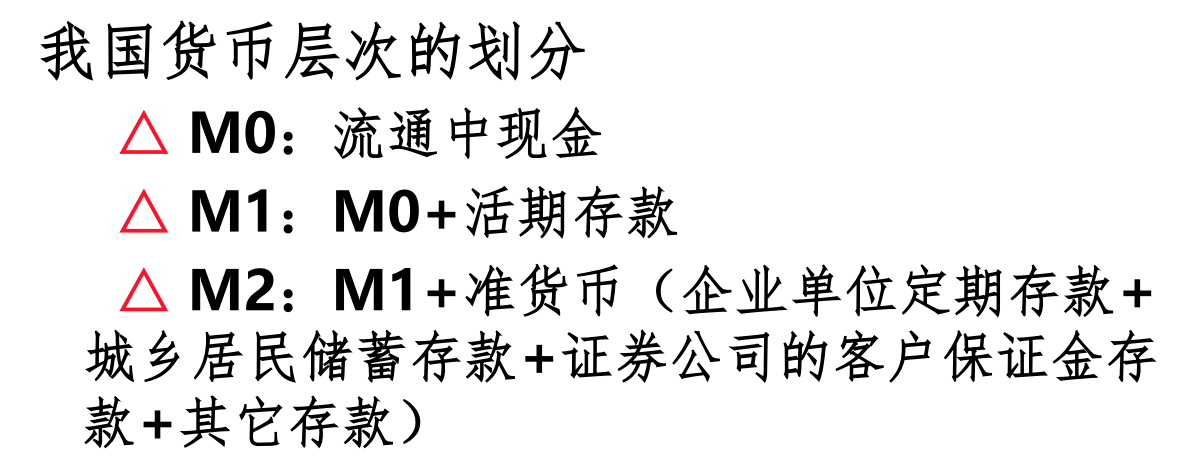 我国货币层次的划分
△ M0：流通中现金
△ M1：M0+活期存款
△ M2：M1+准货币（企业单位定期存款+
城乡居民储蓄存款+证券公司的客户保证金存
款+其它存款）